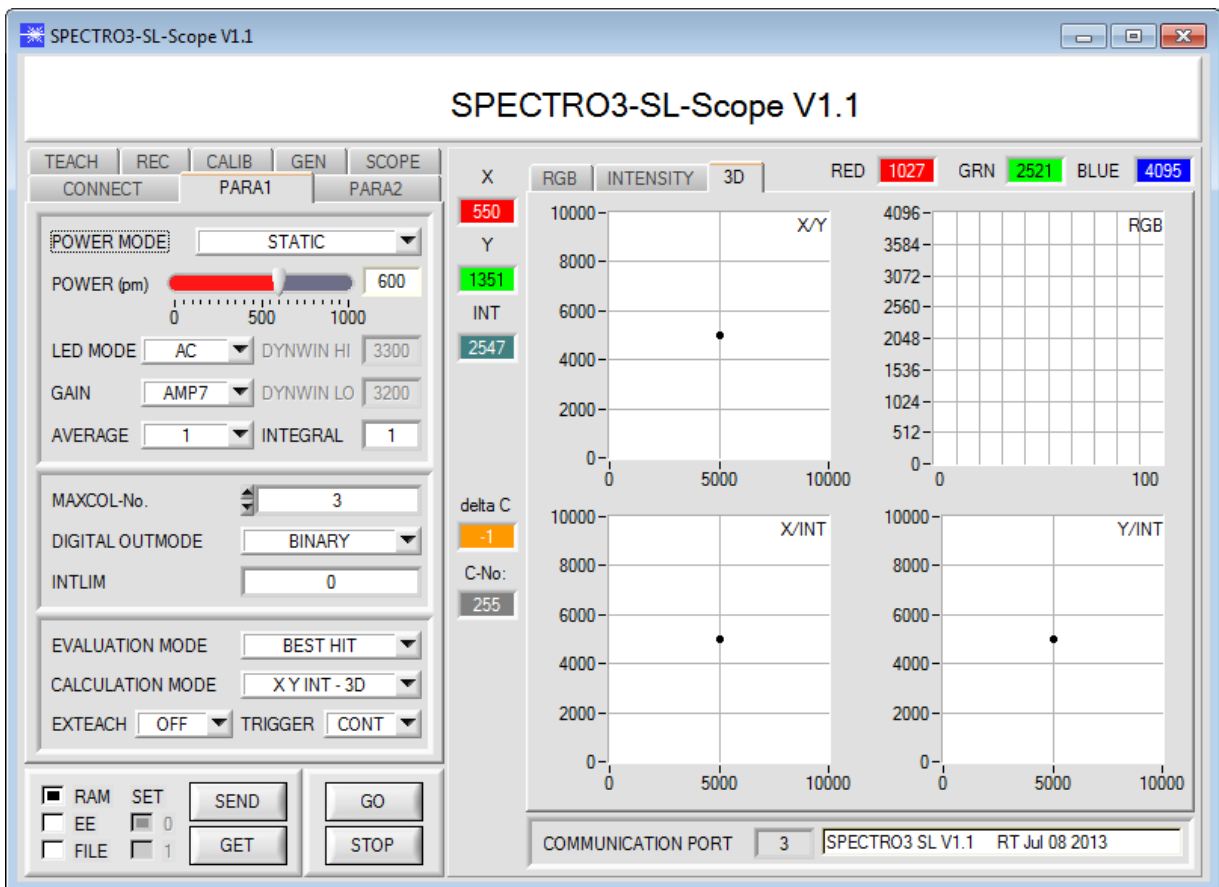 SPECTRO3-SL-Scope V1.1
SPECTRO3-SL-Scope V1.1
TEACH REC CALIB GEN SCOPE
CONNECT PARA1 PARA2
POWER MODE STATIC
POWER (pm) 600
0 500 1000
LED MODE AC DYNWIN HI 3300
GAIN AMP7 DYNWIN LO 3200
AVERAGE 1 INTEGRAL 1
MAXCOL-No. 3
DIGITAL OUTMODE BINARY
INTLIM 0
EVALUATION MODE BEST HIT
CALCULATION MODE X Y INT - 3D
EXTEACH OFF TRIGGER CONT
RAM SET SEND GO
EE 0
FILE 1 GET STOP
X
550
Y
1351
INT
2547
delta C
-1
C-No:
255
RGB INTENSITY 3D RED 1027 GRN 2521 BLUE 4095
X/Y
10000
8000
6000
4000
2000
0
0 5000 10000
RGB
4096
3584
3072
2560
2048
1536
1024
512
0
0 100
X/INT
10000
8000
6000
4000
2000
0
0 5000 10000
Y/INT
10000
8000
6000
4000
2000
0
0 5000 10000
COMMUNICATION PORT 3 SPECTRO3 SL V1.1 RT Jul 08 2013